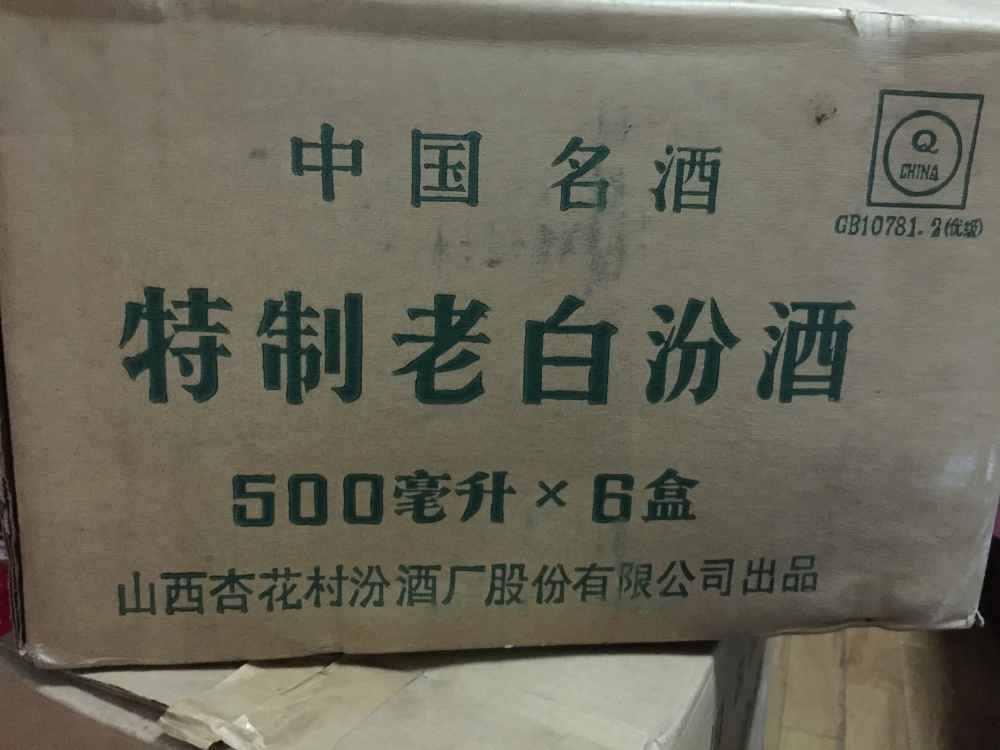 中国名酒
Q
CHINA
GB10781.2(优级)
特制老白汾酒
500毫升×6盒
山西杏花村汾酒厂股份有限公司出品